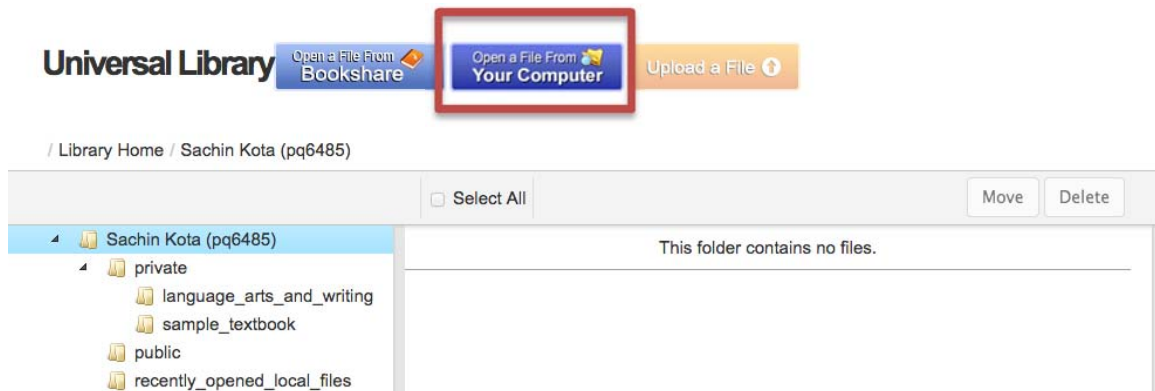 Universal Library
Open a File From
Bookshare
Open a File From
Your Computer
Upload a File
/ Library Home / Sachin Kota (pq6485)
Select All
Move
Delete
Sachin Kota (pq6485)
This folder contains no files.
private
language_arts_and_writing
sample_textbook
public
recently_opened_local_files